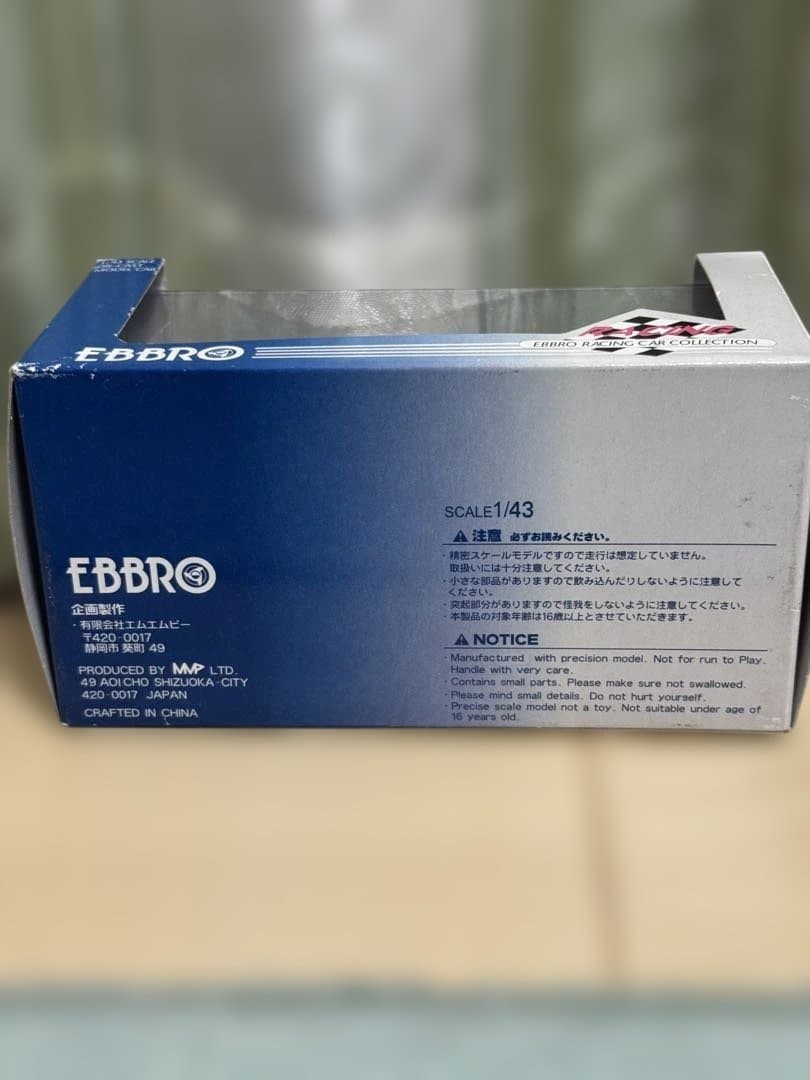 1/43 SCALE
DIE-CAST
MODEL CAR
EBBRO
RACING
EBBRO RACING CAR COLLECTION
SCALE1/43
注意 必ずお読みください。
・精密スケールモデルですので走行は想定していません。
取扱いには十分注意してください。
・小さな部品がありますので飲み込んだりしないように注意して
ください。
・突起部分がありますので怪我をしないように注意してください。
・本製品の対象年齢は16歳以上とさせていただきます。
NOTICE
・Manufactured with precision model. Not for run to Play.
Handle with very care.
・Contains small parts. Please make sure not swallowed.
・Please mind small details. Do not hurt yourself.
・Precise scale model not a toy. Not suitable under age of
16 years old.
EBBRO
企画製作
・有限会社エムエムピー
〒420-0017
静岡市 葵町 49
PRODUCED BY MMP LTD.
49 AOI CHO SHIZUOKA-CITY
420-0017 JAPAN
CRAFTED IN CHINA